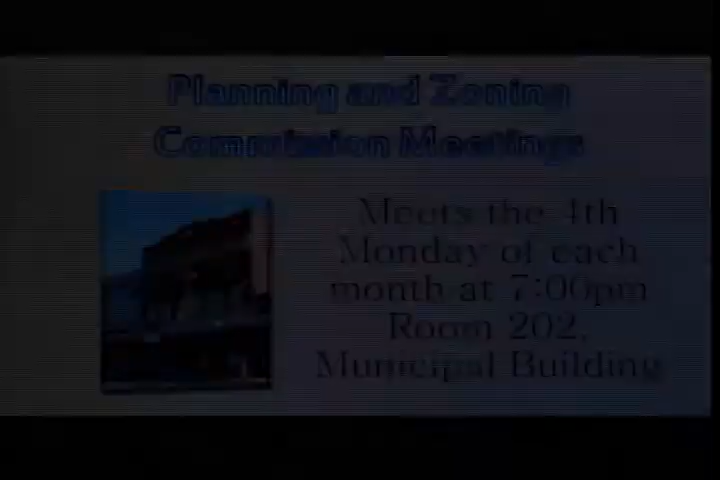 Planning and Zoning
Commission Meetings
Meets the 4th
Monday of each
month at 7:00pm
Room 202,
Municipal Building